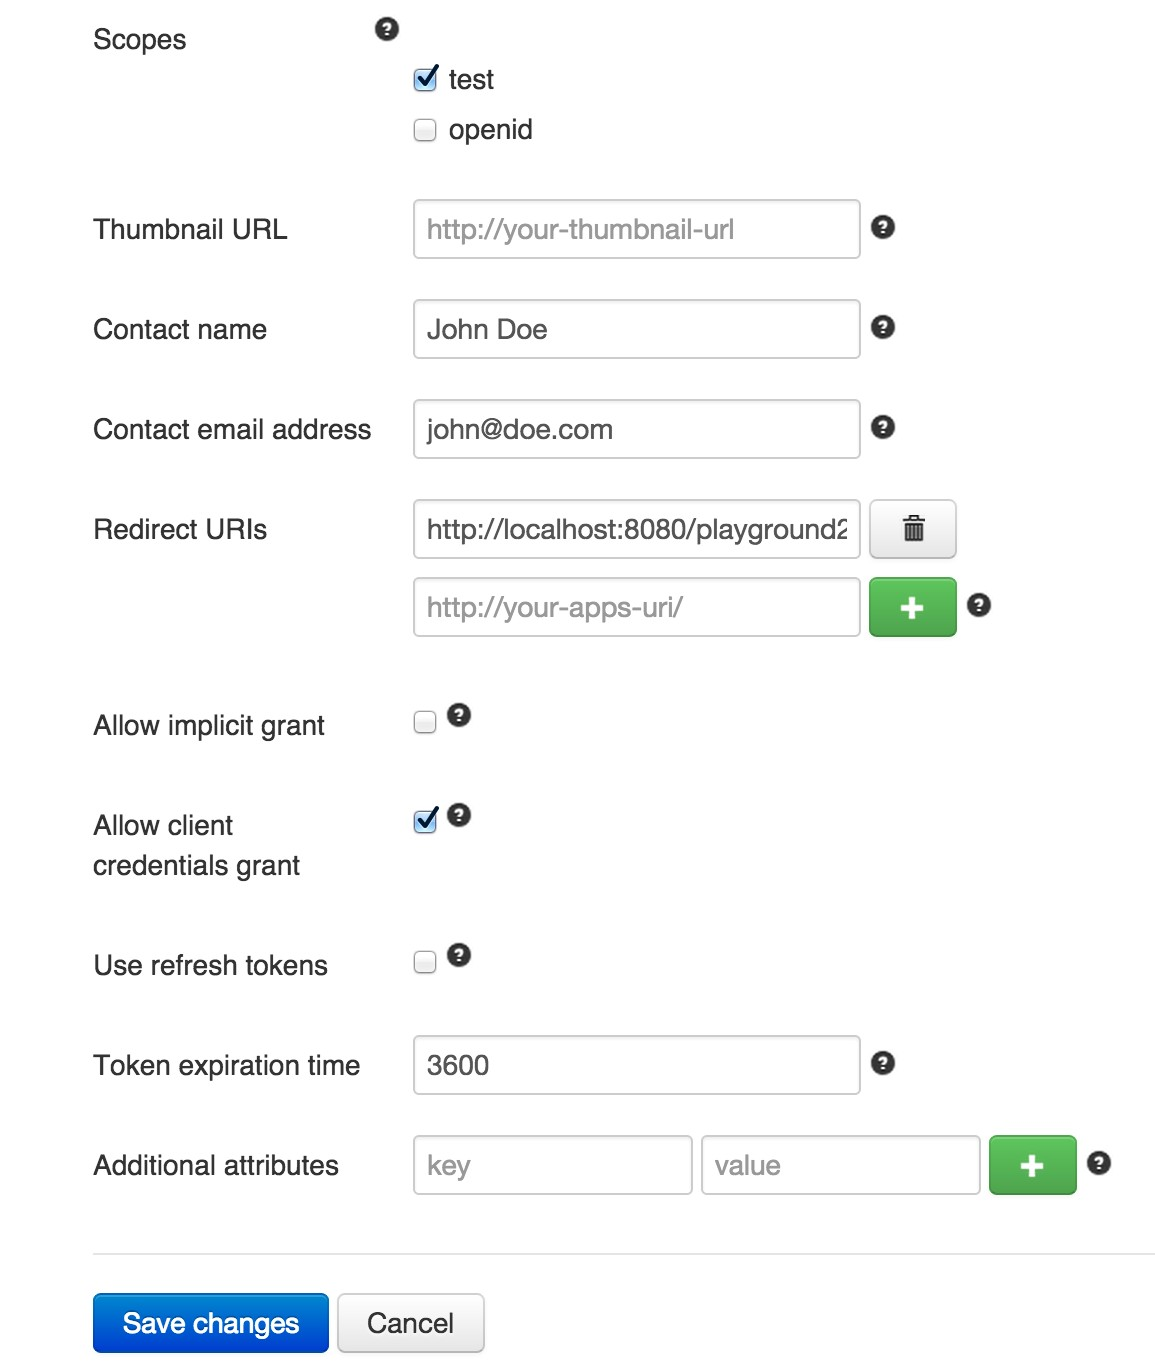 Scopes
test
openid
Thumbnail URL
http://your-thumbnail-url
Contact name
John Doe
Contact email address
john@doe.com
Redirect URIs
http://localhost:8080/playground2
http://your-apps-uri/
Allow implicit grant
Allow client
credentials grant
Use refresh tokens
Token expiration time
3600
Additional attributes
key
value
Save changes
Cancel